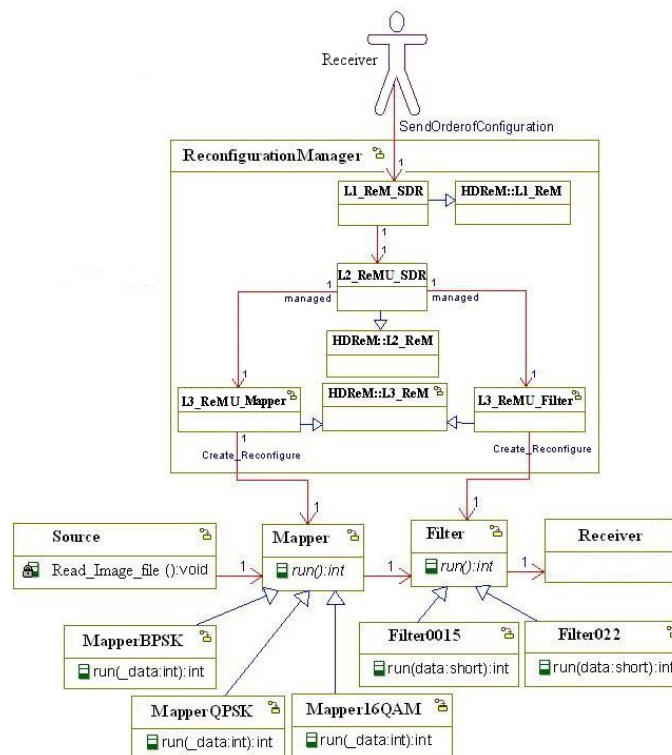 Receiver
SendOrderofConfiguration
ReconfigurationManager
1
L1_ReM_SDR
HDReM::L1_ReM
1
1
L2_ReMU_SDR
1
1
managed
managed
HDReM::L2_ReM
1
1
L3_ReMU_Mapper
HDReM::L3_ReM
L3_ReMU_Filter
1
1
Create_Reconfigure
Create_Reconfigure
1
1
Source
Mapper
Filter
Receiver
Read_Image_file ():void
1
run():int
1
run():int
1
MapperBPSK
run(_data:int):int
Filter0015
run(data:short):int
Filter022
run(data:short):int
MapperQPSK
run(_data:int):int
Mapper16QAM
run(_data:int):int